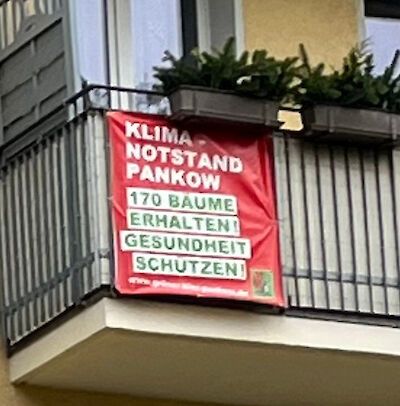 KLIMA-
NOTSTAND
PANKOW
170 BÄUME
ERHALTEN!
GESUNDHEIT
SCHÜTZEN!